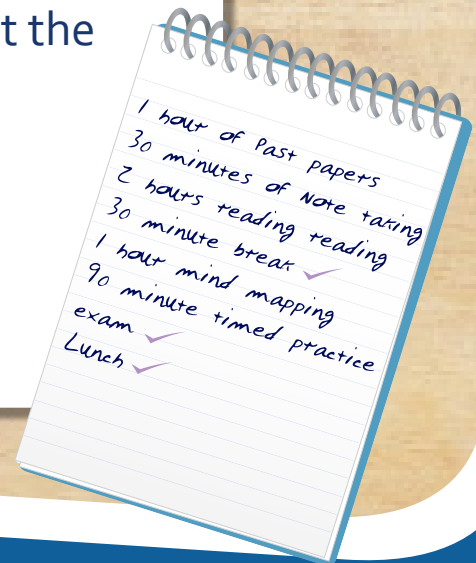 t the
1 hour of Past papers
30 minutes of Note taking
2 hours reading reading
30 minute break ✓
1 hour mind mapping
90 minute timed practice
exam ✓
Lunch ✓